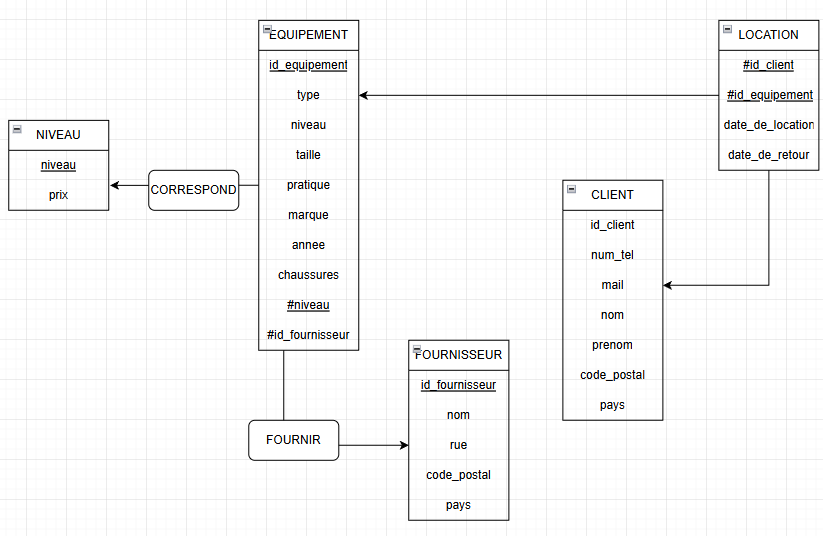 EQUIPEMENT
id_equipement
type
niveau
taille
pratique
marque
annee
chaussures
#niveau
#id_fournisseur
LOCATION
#id_client
#id_equipement
date_de_location
date_de_retour
NIVEAU
niveau
prix
CORRESPOND
CLIENT
id_client
num_tel
mail
nom
prenom
code_postal
pays
FOURNISSEUR
id_fournisseur
nom
rue
code_postal
pays
FOURNIR